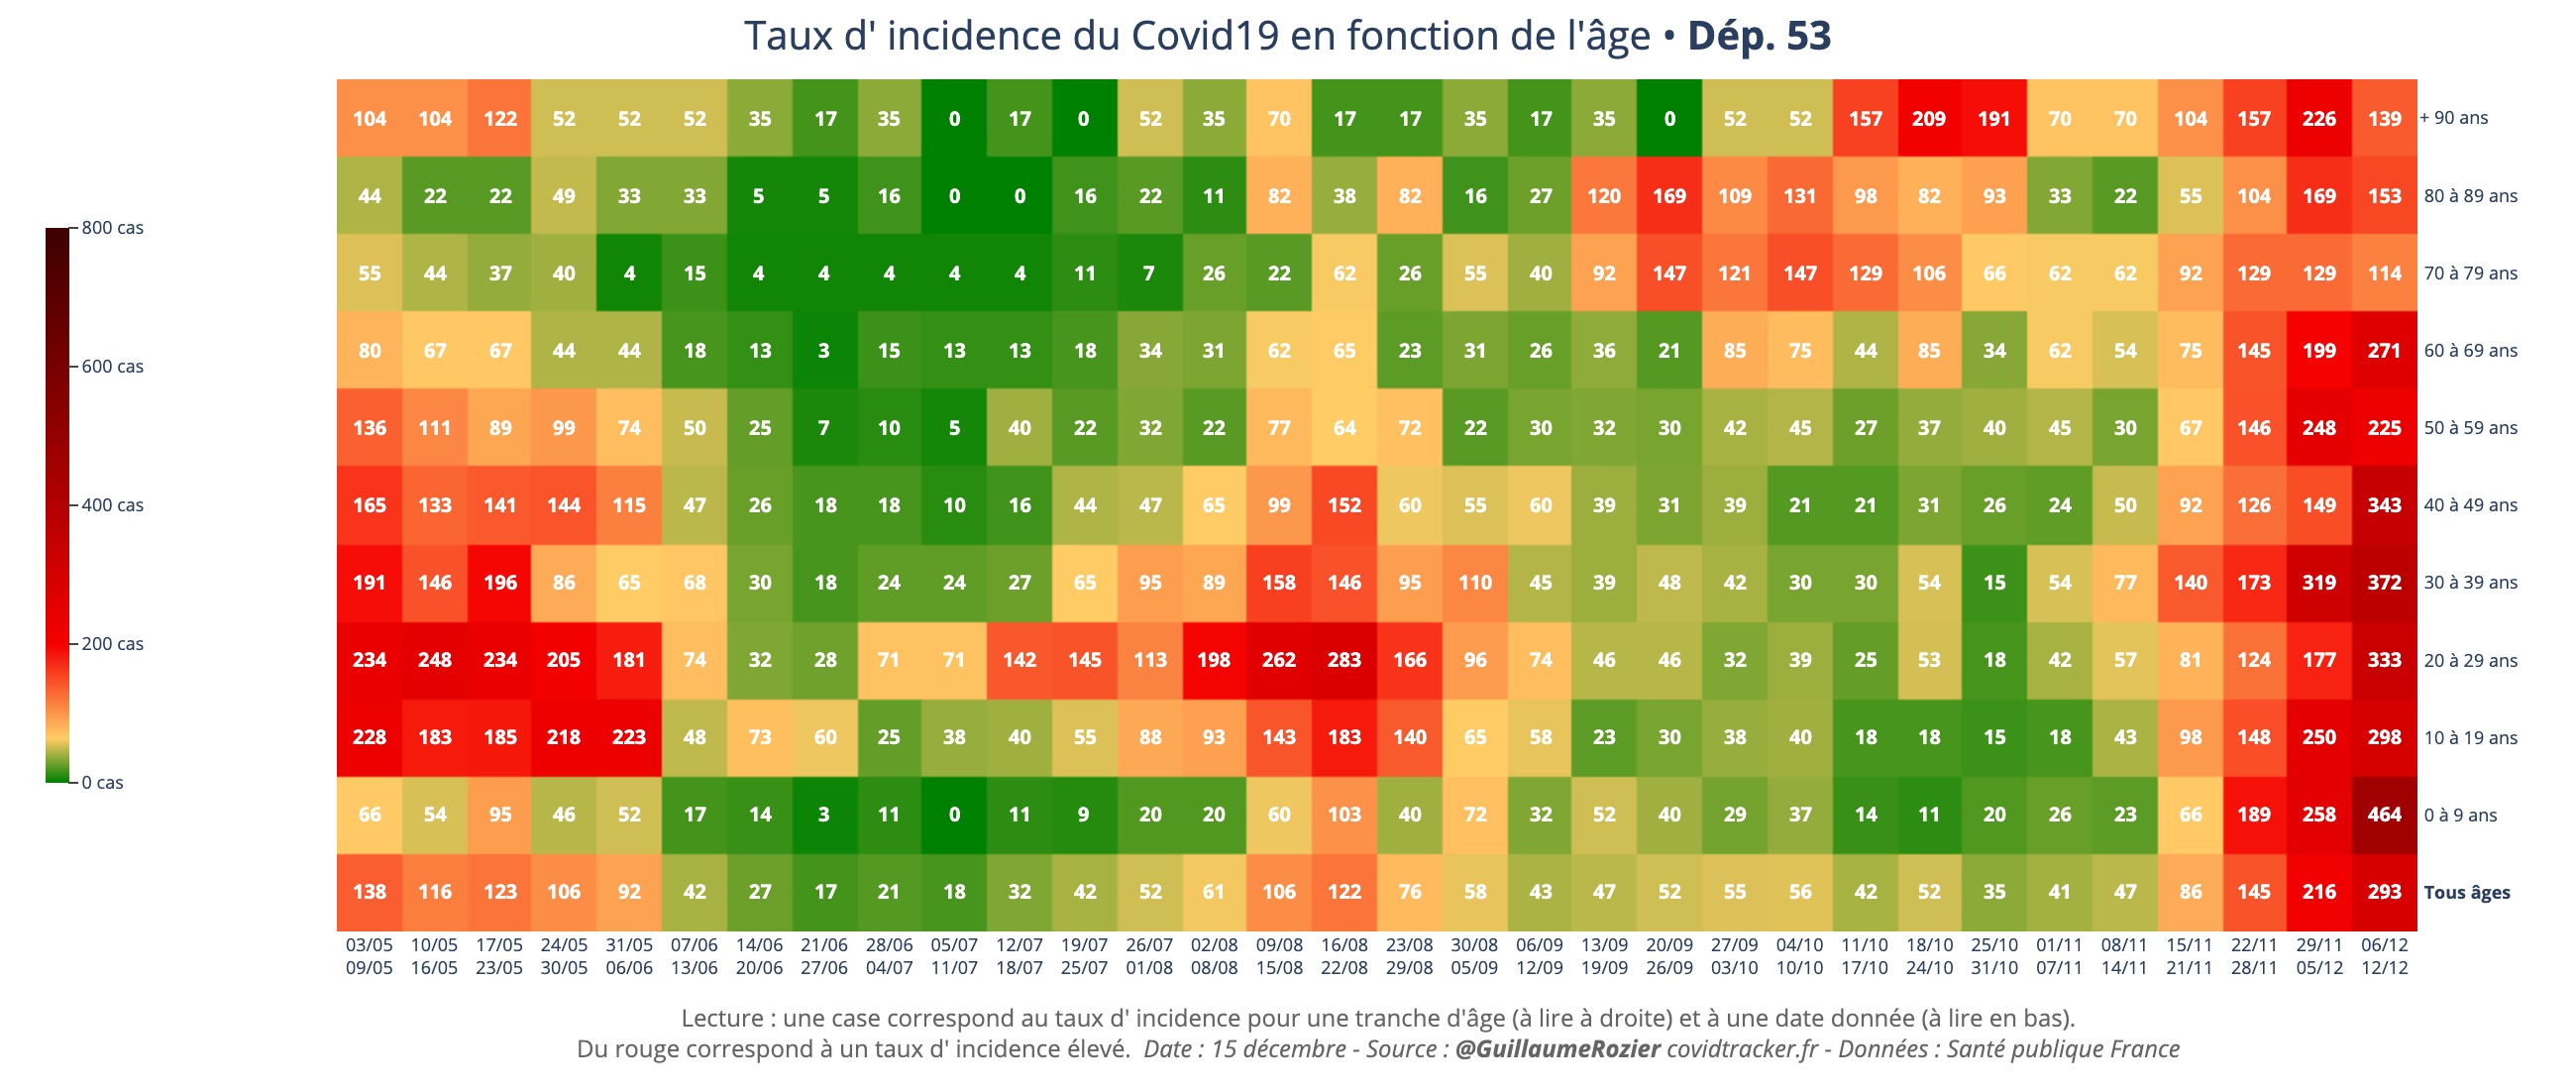 Taux d' incidence du Covid19 en fonction de l'âge • Dép. 53
800 cas
600 cas
400 cas
200 cas
0 cas
104 104 122 52 52 52 35 17 35 0 17 0 52 35 70 17 17 35 17 35 0 52 52 157 209 191 70 70 104 157 226 139 + 90 ans
44 22 22 49 33 33 5 5 16 0 0 16 22 11 82 38 82 16 27 120 169 109 131 98 82 93 33 22 55 104 169 153 80 à 89 ans
55 44 37 40 4 15 4 4 4 4 4 11 7 26 22 62 26 55 40 92 147 121 147 129 106 66 62 62 92 129 129 114 70 à 79 ans
80 67 67 44 44 18 13 3 15 13 13 18 34 31 62 65 23 31 26 36 21 85 75 44 85 34 62 54 75 145 199 271 60 à 69 ans
136 111 89 99 74 50 25 7 10 5 40 22 32 22 77 64 72 22 30 32 30 42 45 27 37 40 45 30 67 146 248 225 50 à 59 ans
165 133 141 144 115 47 26 18 18 10 16 44 47 65 99 152 60 55 60 39 31 39 21 21 31 26 24 50 92 126 149 343 40 à 49 ans
191 146 196 86 65 68 30 18 24 24 27 65 95 89 158 146 95 110 45 39 48 42 30 30 54 15 54 77 140 173 319 372 30 à 39 ans
234 248 234 205 181 74 32 28 71 71 142 145 113 198 262 283 166 96 74 46 46 32 39 25 53 18 42 57 81 124 177 333 20 à 29 ans
228 183 185 218 223 48 73 60 25 38 40 55 88 93 143 183 140 65 58 23 30 38 40 18 18 15 18 43 98 148 250 298 10 à 19 ans
66 54 95 46 52 17 14 3 11 0 11 9 20 20 60 103 40 72 32 52 40 29 37 14 11 20 26 23 66 189 258 464 0 à 9 ans
138 116 123 106 92 42 27 17 21 18 32 42 52 61 106 122 76 58 43 47 52 55 56 42 52 35 41 47 86 145 216 293 Tous âges
03/05 10/05 17/05 24/05 31/05 07/06 14/06 21/06 28/06 05/07 12/07 19/07 26/07 02/08 09/08 16/08 23/08 30/08 06/09 13/09 20/09 27/09 04/10 11/10 18/10 25/10 01/11 08/11 15/11 22/11 29/11 06/12
09/05 16/05 23/05 30/05 06/06 13/06 20/06 27/06 04/07 11/07 18/07 25/07 01/08 08/08 15/08 22/08 29/08 05/09 12/09 19/09 26/09 03/10 10/10 17/10 24/10 31/10 07/11 14/11 21/11 28/11 05/12 12/12
Lecture : une case correspond au taux d' incidence pour une tranche d'âge (à lire à droite) et à une date donnée (à lire en bas).
Du rouge correspond à un taux d' incidence élevé. Date : 15 décembre - Source : @GuillaumeRozier covidtracker.fr - Données : Santé publique France